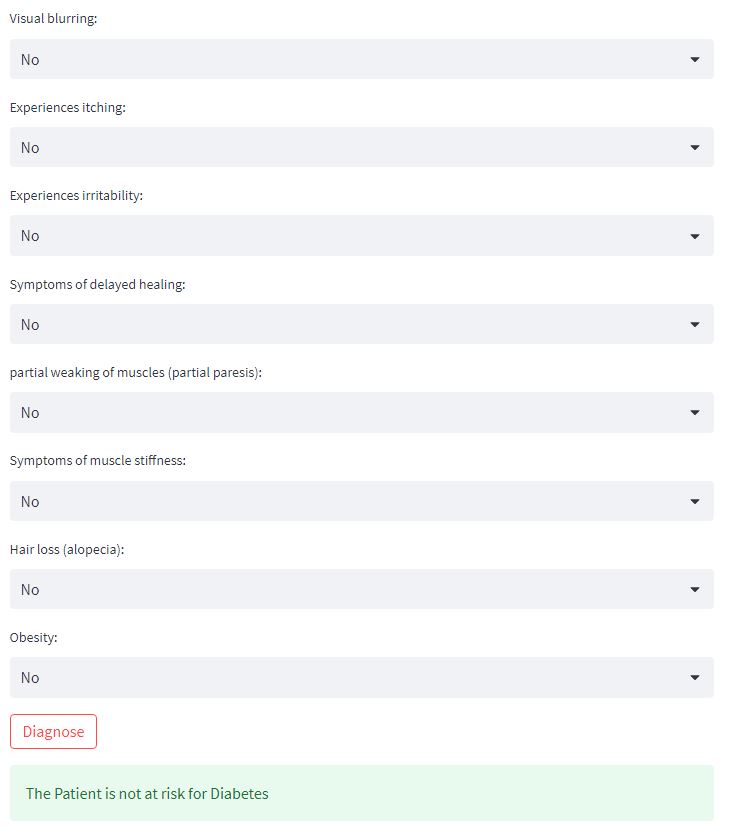 Visual blurring:
No
Experiences itching:
No
Experiences irritability:
No
Symptoms of delayed healing:
No
partial weaking of muscles (partial paresis):
No
Symptoms of muscle stiffness:
No
Hair loss (alopecia):
No
Obesity:
No
Diagnose
The Patient is not at risk for Diabetes